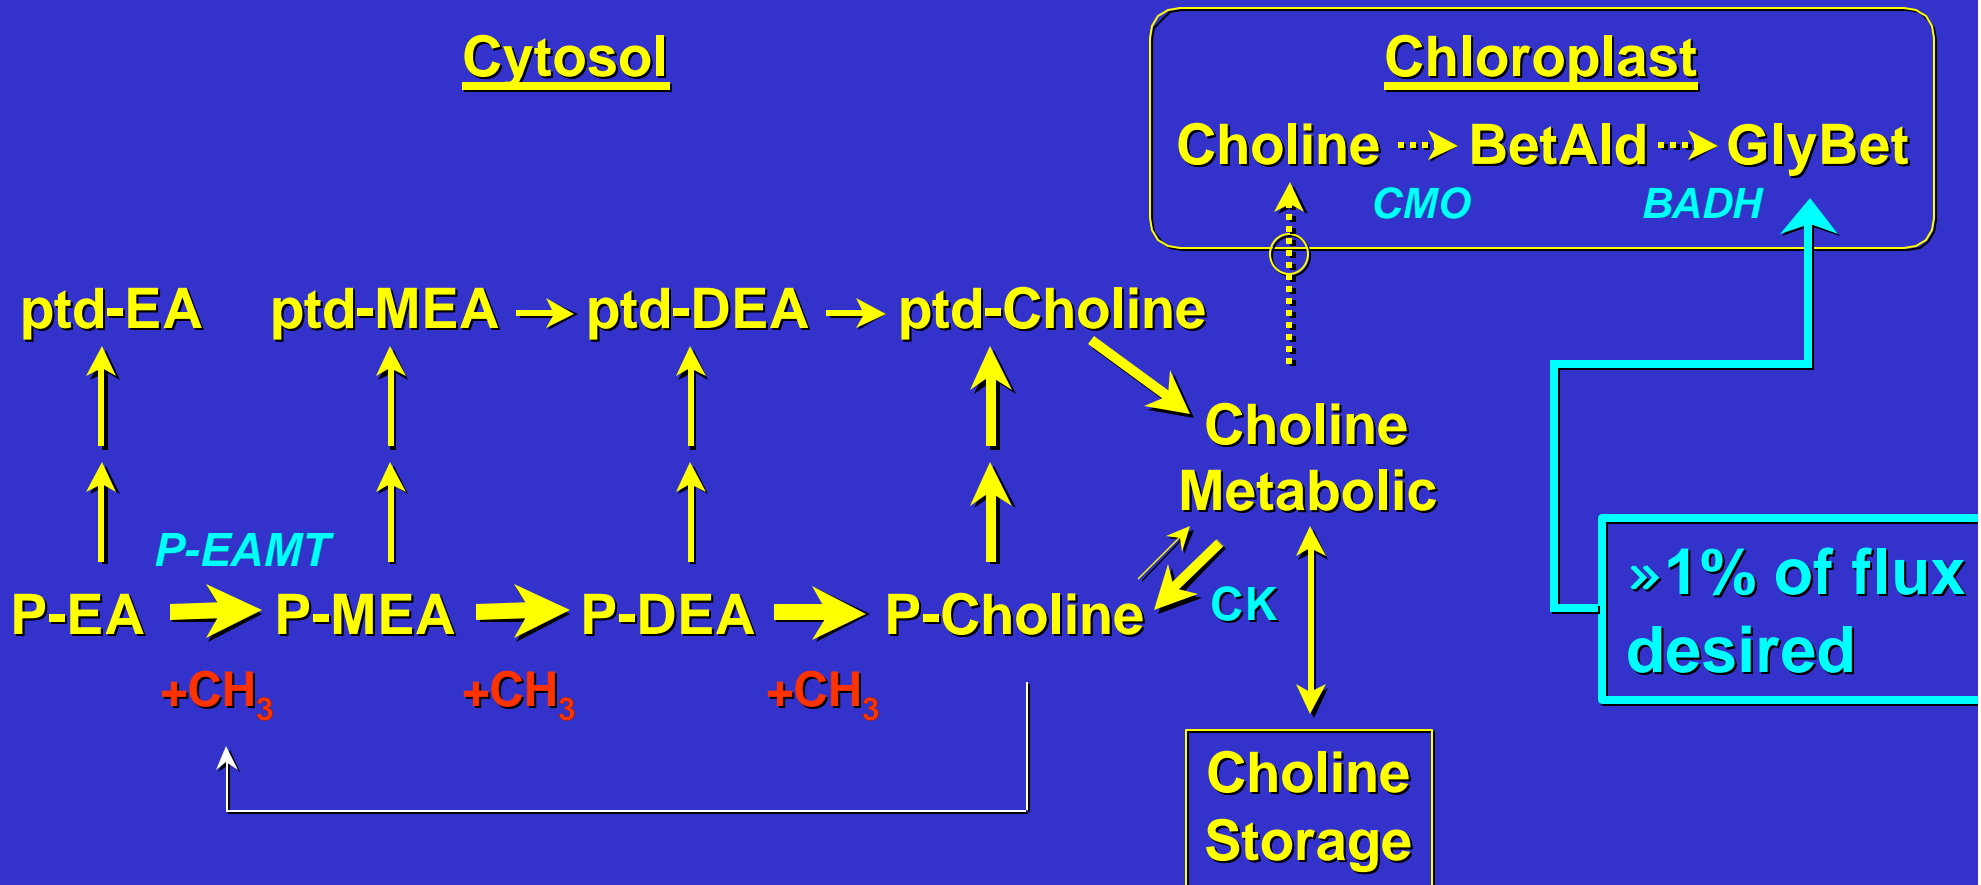 Cytosol
Chloroplast
Choline BetAld GlyBet
CMO BADH
ptd-EA ptd-MEA ptd-DEA ptd-Choline
Choline
Metabolic
P-EAMT
P-EA P-MEA P-DEA P-Choline
CK
+CH₃ +CH₃ +CH₃
»1% of flux
desired
Choline
Storage